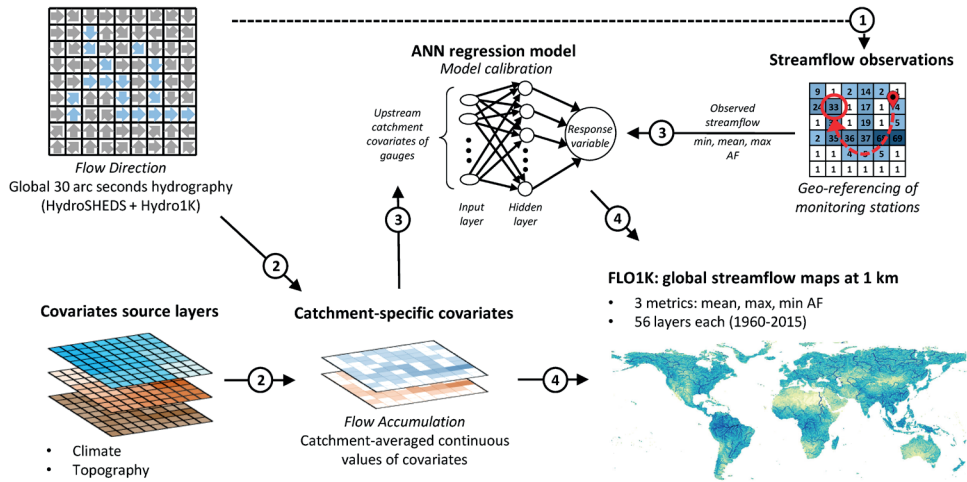 1
ANN regression model
Model calibration
Streamflow observations
Upstream
catchment
covariates of
gauges
Response
variable
Observed
streamflow
min, mean, max
AF
3
9 1 2 14 2 1
24 33 1 17 1 4
1 1 19 1 5
2 35 36 37 69
1 1 4 5 1
1 1 1 1 1 1
Flow Direction
Global 30 arc seconds hydrography
(HydroSHEDS + Hydro1K)
Geo-referencing of
monitoring stations
Input
layer
Hidden
layer
3
4
2
FLO1K: global streamflow maps at 1 km
• 3 metrics: mean, max, min AF
• 56 layers each (1960-2015)
Covariates source layers
Catchment-specific covariates
2
4
Flow Accumulation
Catchment-averaged continuous
values of covariates
• Climate
• Topography